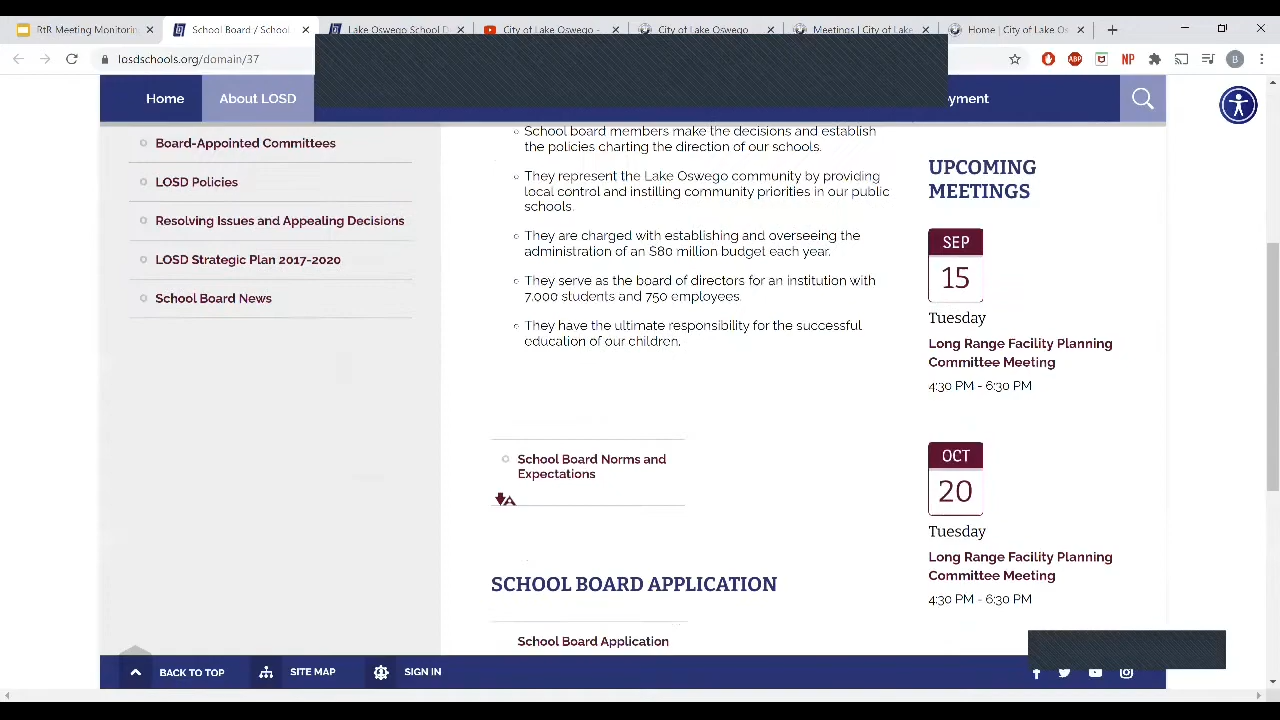 RtR Meeting Monitorin
School Board / School
Lake Oswego School D
City of Lake Oswego -
City of Lake Oswego
Meetings | City of Lake
Home | City of Lake Os
losdschools.org/domain/37
ABP
NP
B
Home
About LOSD
yment
Board-Appointed Committees
LOSD Policies
Resolving Issues and Appealing Decisions
LOSD Strategic Plan 2017-2020
School Board News
School board members make the decisions and establish
the policies charting the direction of our schools.
They represent the Lake Oswego community by providing
local control and instilling community priorities in our public
schools.
They are charged with establishing and overseeing the
administration of an $80 million budget each year.
They serve as the board of directors for an institution with
7,000 students and 750 employees.
They have the ultimate responsibility for the successful
education of our children.
School Board Norms and
Expectations
SCHOOL BOARD APPLICATION
School Board Application
UPCOMING
MEETINGS
SEP
15
Tuesday
Long Range Facility Planning
Committee Meeting
4:30 PM - 6:30 PM
OCT
20
Tuesday
Long Range Facility Planning
Committee Meeting
4:30 PM - 6:30 PM
BACK TO TOP
SITE MAP
SIGN IN